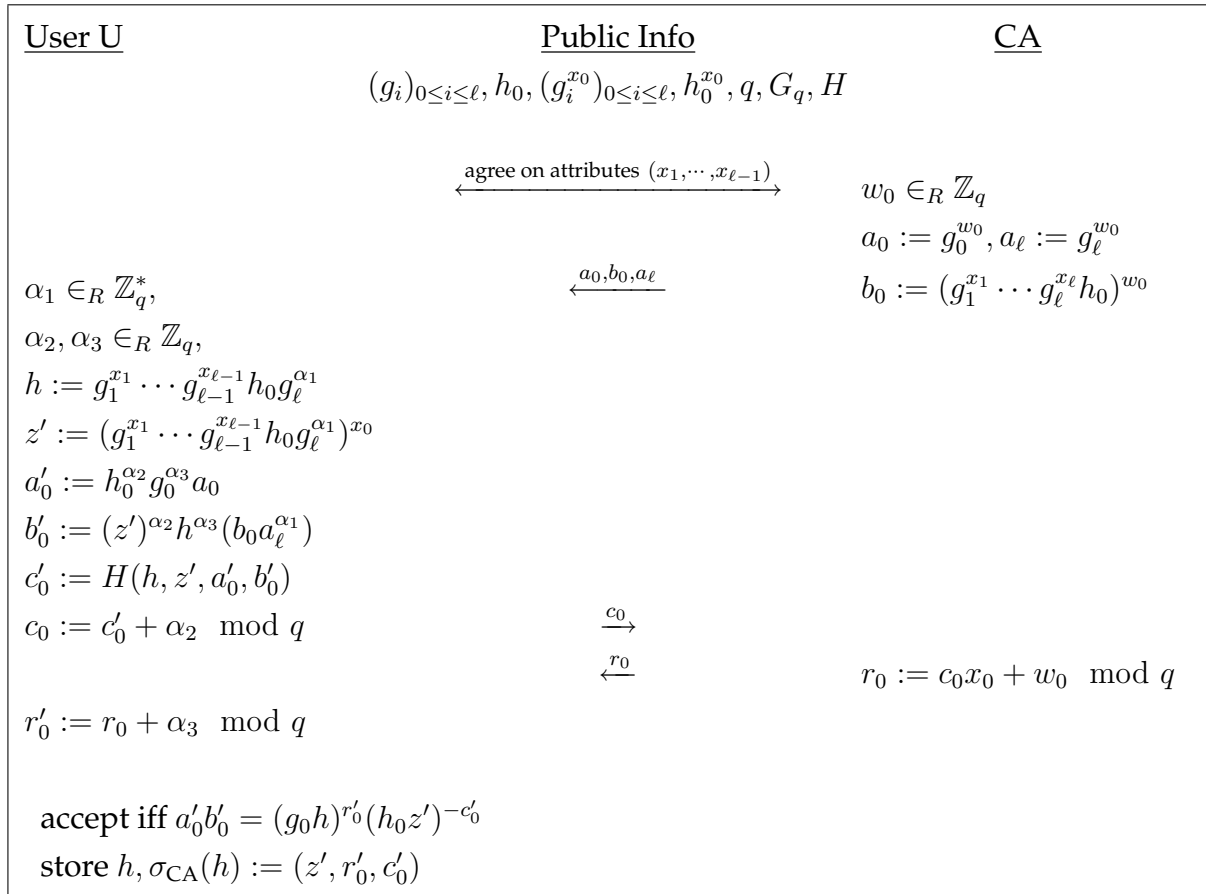 User U Public Info CA
(g_i)_{0≤i≤ℓ}, h_0, (g_i^{x_0})_{0≤i≤ℓ}, h_0^{x_0}, q, G_q, H
agree on attributes (x_1,⋯,x_{ℓ−1})
w_0 ∈_R ℤ_q
a_0 := g_0^{w_0}, a_ℓ := g_ℓ^{w_0}
α_1 ∈_R ℤ_q^*, a_0,b_0,a_ℓ ← b_0 := (g_1^{x_1} ⋯ g_ℓ^{x_ℓ} h_0)^{w_0}
α_2, α_3 ∈_R ℤ_q,
h := g_1^{x_1} ⋯ g_{ℓ−1}^{x_{ℓ−1}} h_0 g_ℓ^{α_1}
z′ := (g_1^{x_1} ⋯ g_{ℓ−1}^{x_{ℓ−1}} h_0 g_ℓ^{α_1})^{x_0}
a′_0 := h_0^{α_2} g_0^{α_3} a_0
b′_0 := (z′)^{α_2} h^{α_3} (b_0 a_ℓ^{α_1})
c′_0 := H(h, z′, a′_0, b′_0)
c_0 := c′_0 + α_2 mod q c_0 →
r_0 ← r_0 := c_0 x_0 + w_0 mod q
r′_0 := r_0 + α_3 mod q
accept iff a′_0 b′_0 = (g_0 h)^{r′_0} (h_0 z′)^{−c′_0}
store h, σ_{CA}(h) := (z′, r′_0, c′_0)